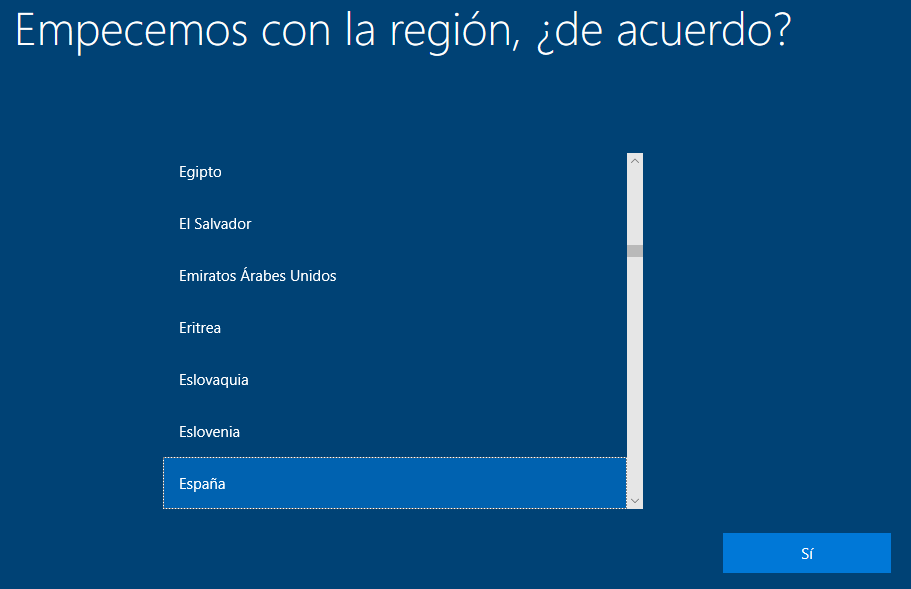 Empecemos con la región, ¿de acuerdo?
Egipto
El Salvador
Emiratos Árabes Unidos
Eritrea
Eslovaquia
Eslovenia
España
Sí